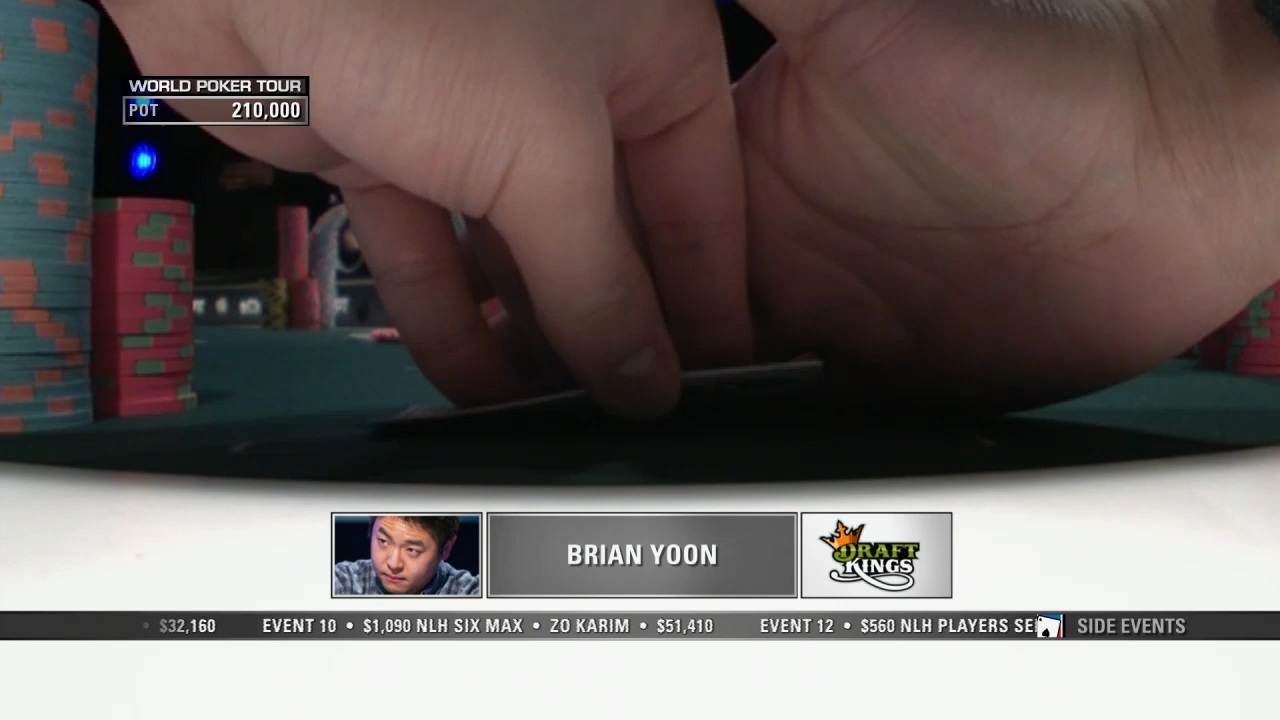 WORLD POKER TOUR
POT 210,000
BRIAN YOON
DRAFT
KINGS
• $32,160 EVENT 10 • $1,090 NLH SIX MAX • ZO KARIM • $51,410 EVENT 12 • $560 NLH PLAYERS SE SIDE EVENTS